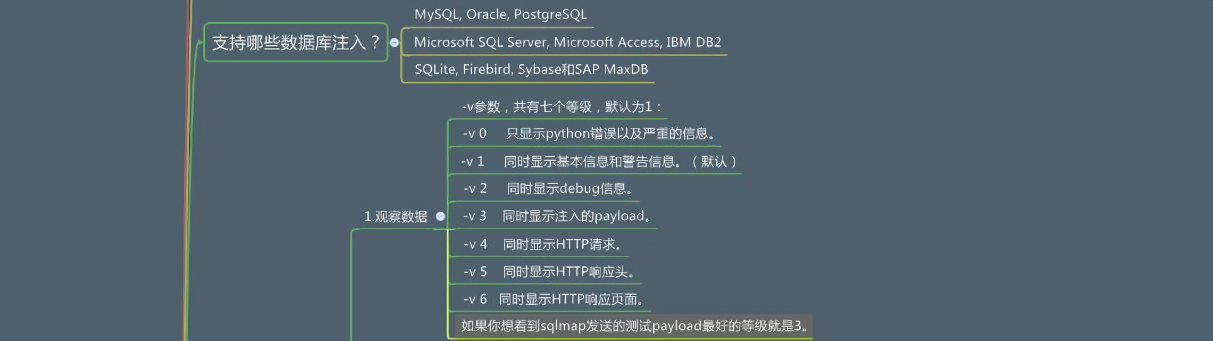 支持哪些数据库注入？
MySQL, Oracle, PostgreSQL
Microsoft SQL Server, Microsoft Access, IBM DB2
SQLite, Firebird, Sybase和SAP MaxDB
1.观察数据
-v参数，共有七个等级，默认为1：
-v 0 只显示python错误以及严重的信息。
-v 1 同时显示基本信息和警告信息。（默认）
-v 2 同时显示debug信息。
-v 3 同时显示注入的payload。
-v 4 同时显示HTTP请求。
-v 5 同时显示HTTP响应头。
-v 6 同时显示HTTP响应页面。
如果你想看到sqlmap发送的测试payload最好的等级就是3。